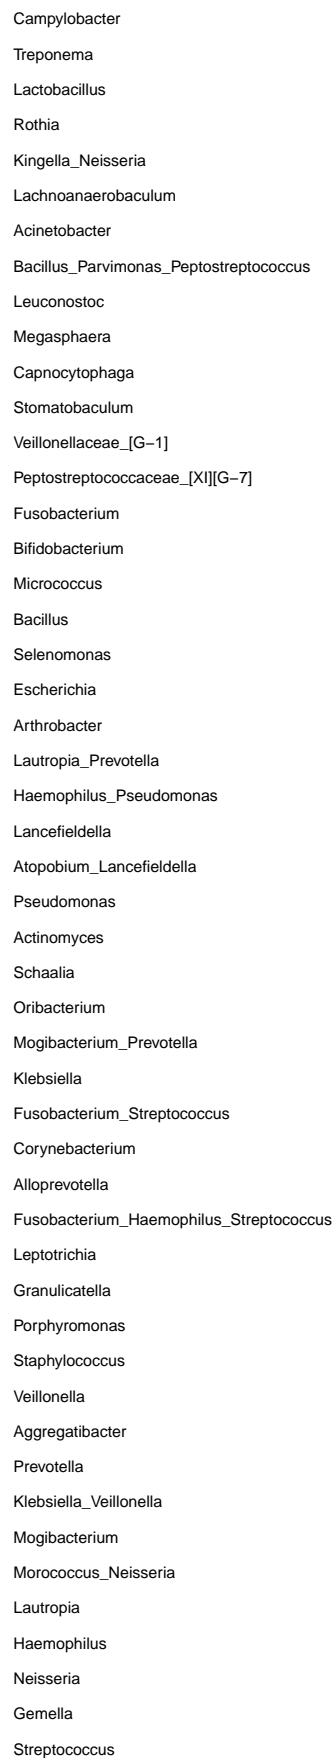 Campylobacter
Treponema
Lactobacillus
Rothia
Kingella_Neisseria
Lachnoanaerobaculum
Acinetobacter
Bacillus_Parvimonas_Peptostreptococcus
Leuconostoc
Megasphaera
Capnocytophaga
Stomatobaculum
Veillonellaceae_[G−1]
Peptostreptococcaceae_[XI][G−7]
Fusobacterium
Bifidobacterium
Micrococcus
Bacillus
Selenomonas
Escherichia
Arthrobacter
Lautropia_Prevotella
Haemophilus_Pseudomonas
Lancefieldella
Atopobium_Lancefieldella
Pseudomonas
Actinomyces
Schaalia
Oribacterium
Mogibacterium_Prevotella
Klebsiella
Fusobacterium_Streptococcus
Corynebacterium
Alloprevotella
Fusobacterium_Haemophilus_Streptococcus
Leptotrichia
Granulicatella
Porphyromonas
Staphylococcus
Veillonella
Aggregatibacter
Prevotella
Klebsiella_Veillonella
Mogibacterium
Morococcus_Neisseria
Lautropia
Haemophilus
Neisseria
Gemella
Streptococcus